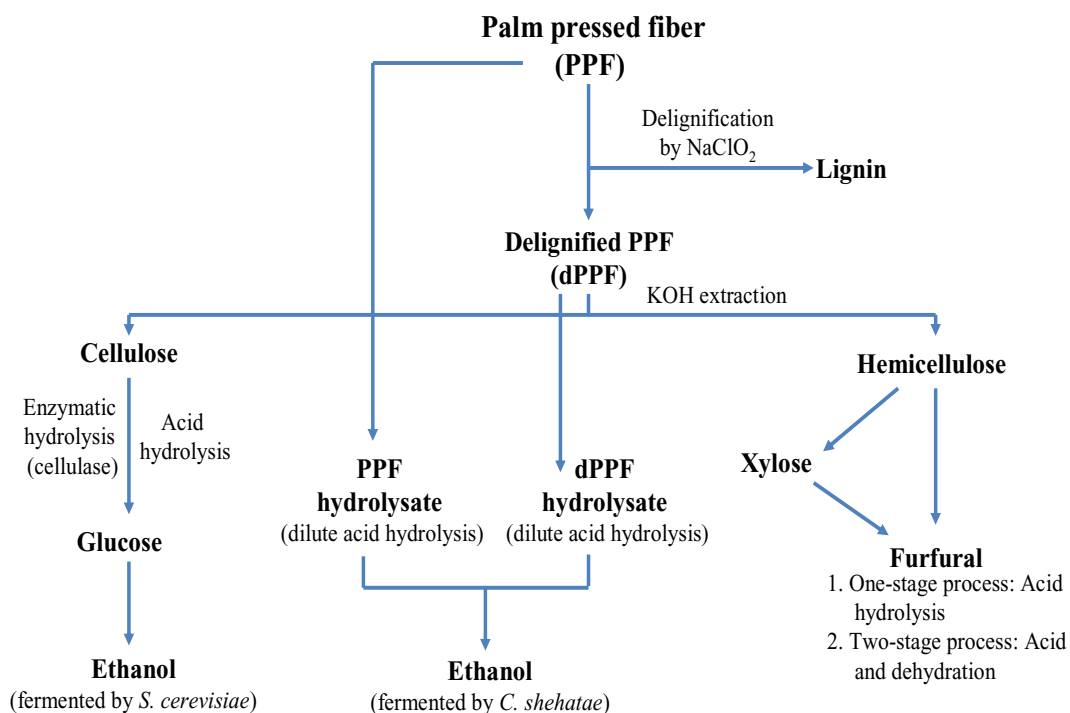 Palm pressed fiber
(PPF)
Delignification
by NaClO₂
Lignin
Delignified PPF
(dPPF)
KOH extraction
Cellulose
Hemicellulose
Enzymatic
hydrolysis
(cellulase)
Acid
hydrolysis
PPF
hydrolysate
(dilute acid hydrolysis)
dPPF
hydrolysate
(dilute acid hydrolysis)
Xylose
Glucose
Furfural
1. One-stage process: Acid
hydrolysis
2. Two-stage process: Acid
and dehydration
Ethanol
(fermented by S. cerevisiae)
Ethanol
(fermented by C. shehatae)